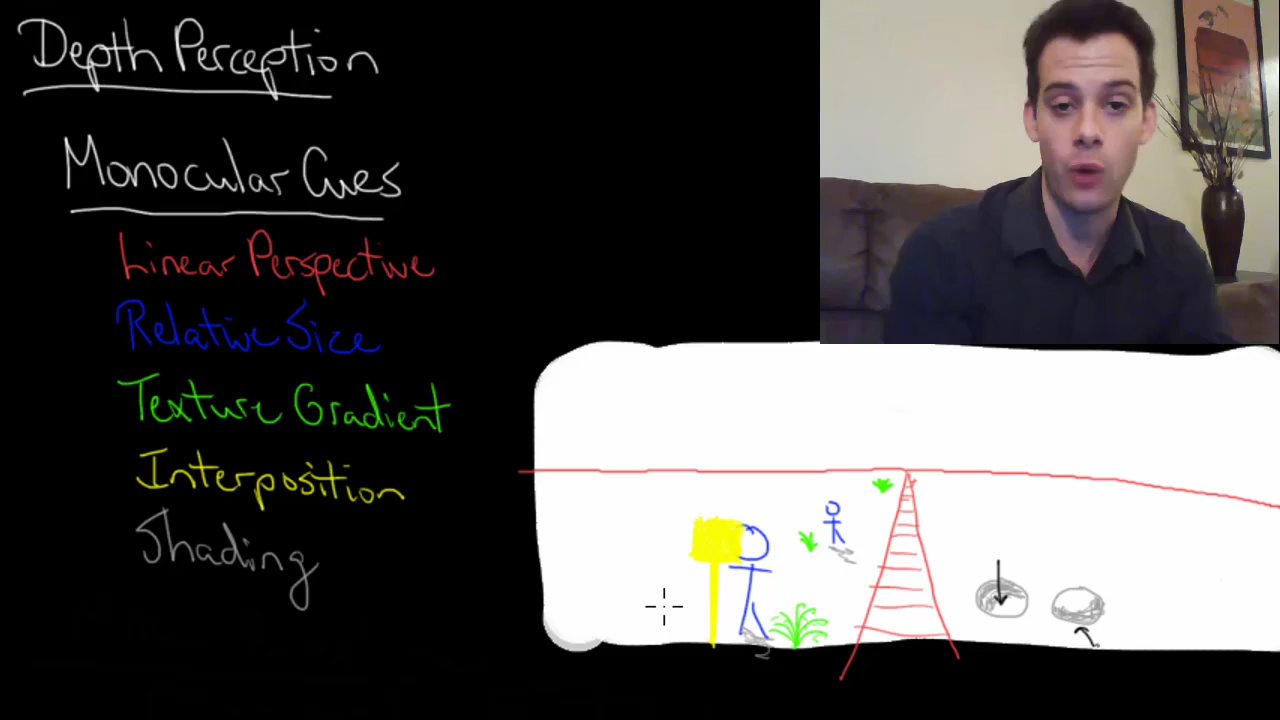 Depth Perception
Monocular Cues
Linear Perspective
Relative Size
Texture Gradient
Interposition
Shading